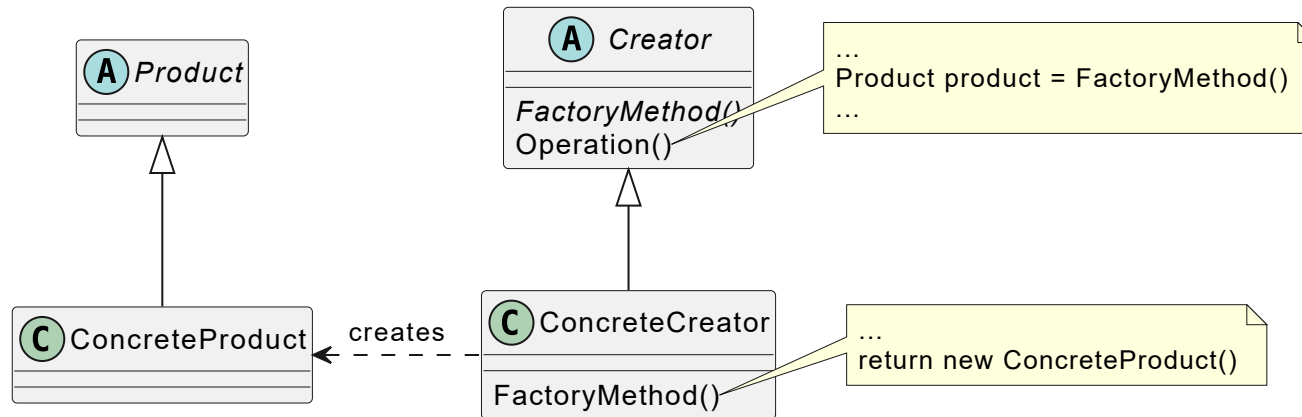 A Product
A Creator
FactoryMethod()
Operation()
...
Product product = FactoryMethod()
...
C ConcreteProduct
creates
C ConcreteCreator
FactoryMethod()
...
return new ConcreteProduct()